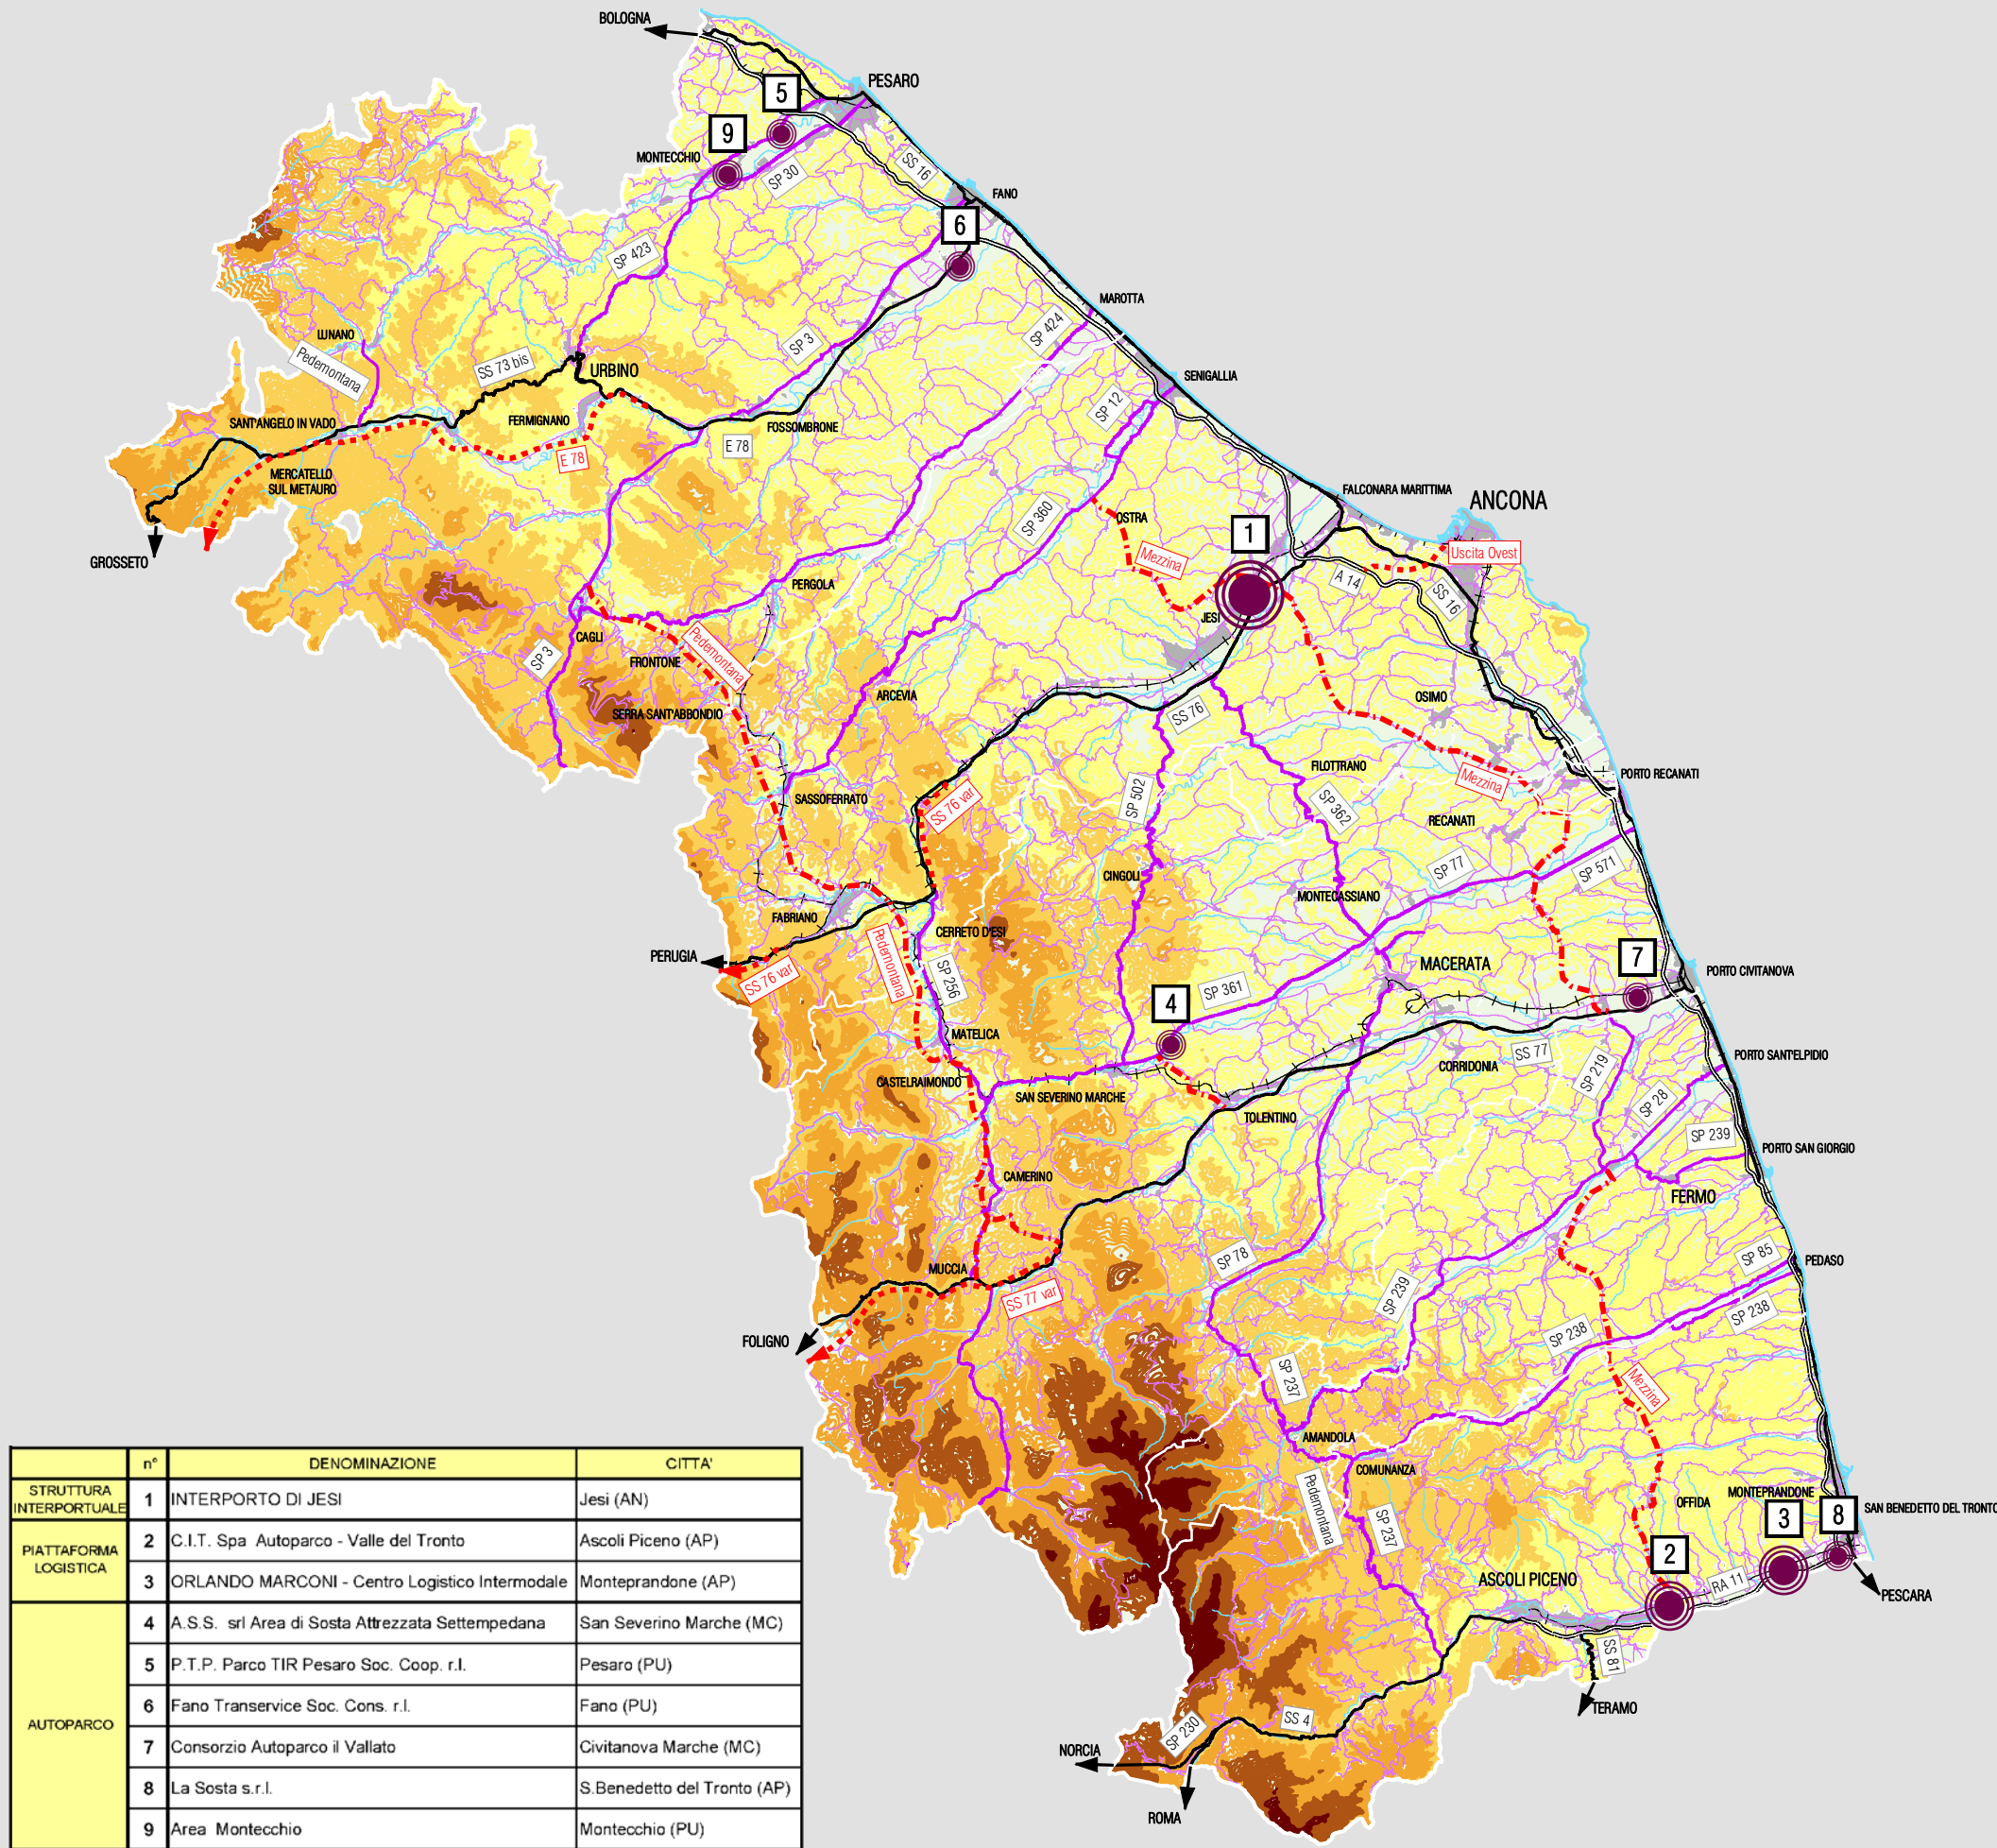 BOLOGNA
PESARO
5
9
MONTECCHIO
SP 30
SS 16
FANO
6
SP 423
MAROTTA
SP 424
LUNANO
Pedemontana
SS 73 bis
SP 3
URBINO
SENIGALLIA
SP 12
SANT'ANGELO IN VADO
FERMIGNANO
FOSSOMBRONE
E 78
E 78
MERCATELLO
SUL METAURO
FALCONARA MARITTIMA
ANCONA
GROSSETO
SP 360
OSTRA
1
Mezzina
Uscita Ovest
A 14
SS 16
PERGOLA
JESI
CAGLI
SP3
FRONTONE
Pedemontana
ARCEVIA
OSIMO
SERRA SANT'ABBONDIO
SS 76
FILOTTRANO
PORTO RECANATI
Mezzina
SASSOFERRATO
SS 76 var
SP 502
SP 362
RECANATI
CINGOLI
SP 77
SP 571
MONTECASSIANO
FABRIANO
CERRETO D'ESI
PERUGIA
SS 76 var
Pedemontana
SP 256
MACERATA
7
PORTO CIVITANOVA
4
SP 361
MATELICA
SS 77
PORTO SANT'ELPIDIO
CORRIDONIA
SP 219
CASTELRAIMONDO
SAN SEVERINO MARCHE
TOLENTINO
SP 28
SP 239
PORTO SAN GIORGIO
CAMERINO
FERMO
MUCCIA
SP 78
SP 85
PEDASO
SS 77 var
SP 239
SP 238
SP 238
FOLIGNO
SP 237
Mezzina
AMANDOLA
COMUNANZA
Pedemontana
SP 237
OFFIDA
MONTEPRANDONE
3
8
SAN BENEDETTO DEL TRONTO
2
ASCOLI PICENO
RA 11
PESCARA
SS 81
TERAMO
SS 4
SP 230
NORCIA
ROMA
n° DENOMINAZIONE CITTA'
STRUTTURA
INTERPORTUALE
1 INTERPORTO DI JESI Jesi (AN)
PIATTAFORMA
LOGISTICA
2 C.I.T. Spa Autoparco - Valle del Tronto Ascoli Piceno (AP)
3 ORLANDO MARCONI - Centro Logistico Intermodale Monteprandone (AP)
AUTOPARCO
4 A.S.S. srl Area di Sosta Attrezzata Settempedana San Severino Marche (MC)
5 P.T.P. Parco TIR Pesaro Soc. Coop. r.l. Pesaro (PU)
6 Fano Transervice Soc. Cons. r.l. Fano (PU)
7 Consorzio Autoparco il Vallato Civitanova Marche (MC)
8 La Sosta s.r.l. S.Benedetto del Tronto (AP)
9 Area Montecchio Montecchio (PU)